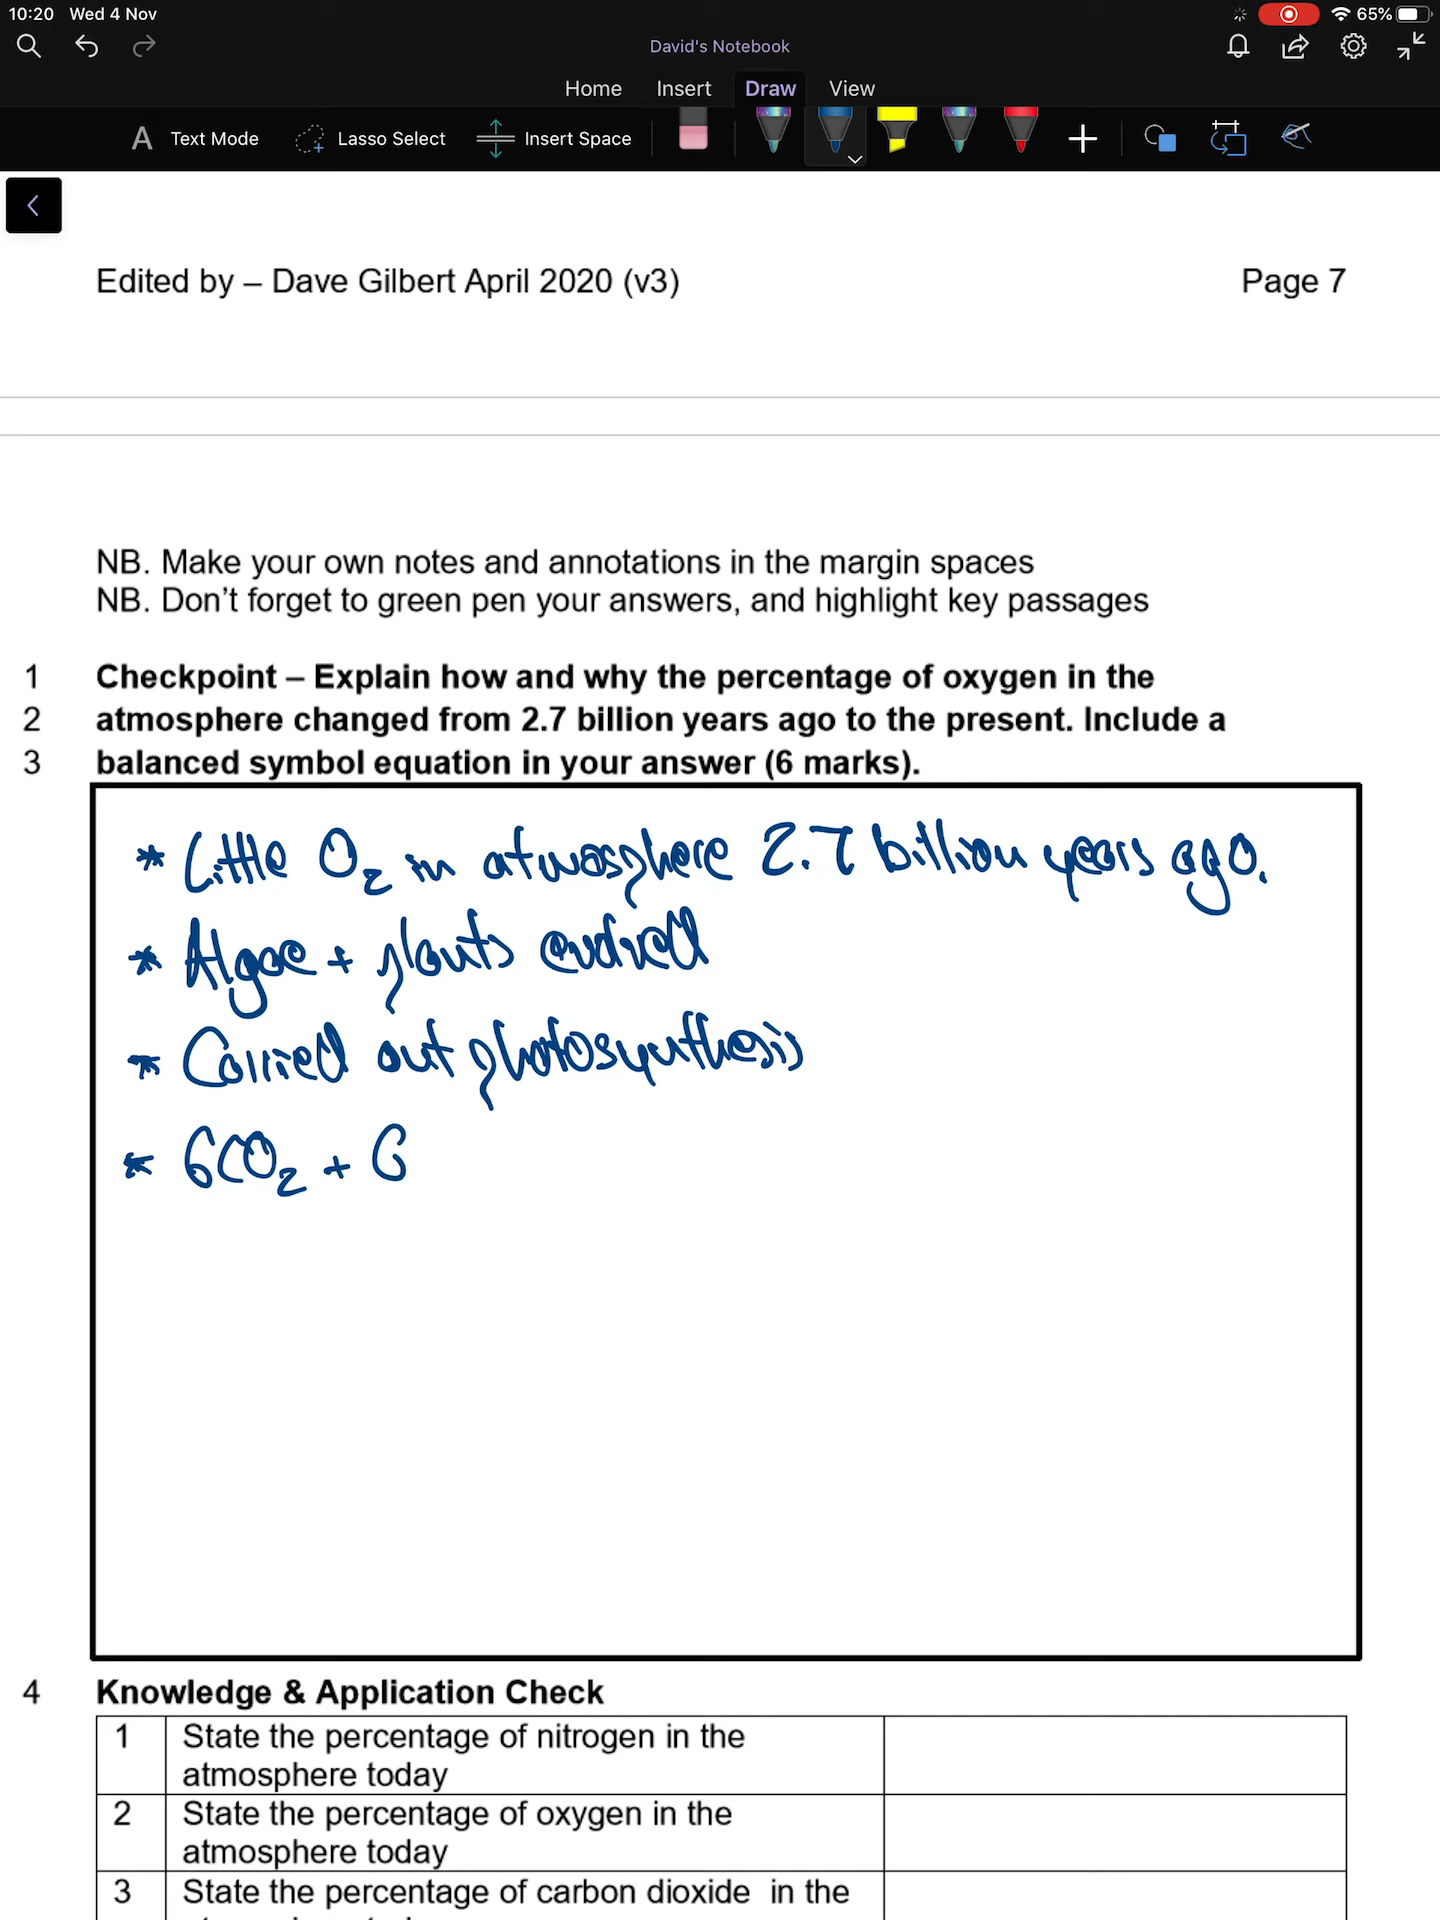 10:20 Wed 4 Nov 65%
David's Notebook
Home Insert Draw View
A Text Mode Lasso Select Insert Space
Edited by – Dave Gilbert April 2020 (v3) Page 7
NB. Make your own notes and annotations in the margin spaces
NB. Don't forget to green pen your answers, and highlight key passages
1 Checkpoint – Explain how and why the percentage of oxygen in the
2 atmosphere changed from 2.7 billion years ago to the present. Include a
3 balanced symbol equation in your answer (6 marks).
* Little O₂ in atmosphere 2.7 billion years ago.
* Algae + plants evolved
* Carried out photosynthesis
* 6CO₂ + 6
4 Knowledge & Application Check
1 State the percentage of nitrogen in the
atmosphere today
2 State the percentage of oxygen in the
atmosphere today
3 State the percentage of carbon dioxide in the